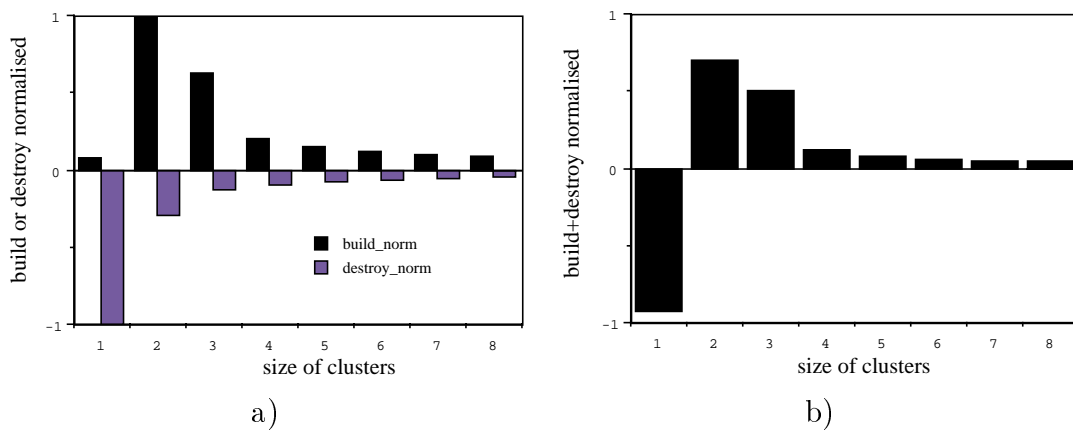 build or destroy normalised
1
0
-1
build_norm
destroy_norm
1 2 3 4 5 6 7 8
size of clusters
a)
build+destroy normalised
1
0
-1
1 2 3 4 5 6 7 8
size of clusters
b)